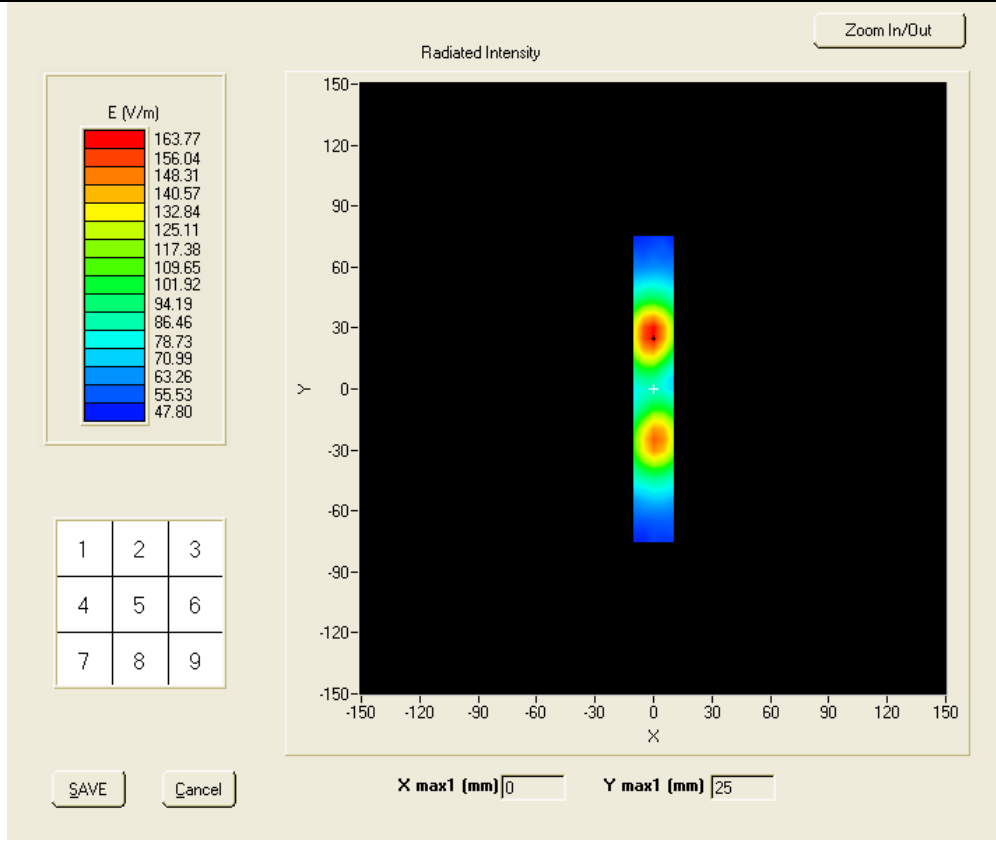 Zoom In/Out
Radiated Intensity
E (V/m)
163.77
156.04
148.31
140.57
132.84
125.11
117.38
109.65
101.92
94.19
86.46
78.73
70.99
63.26
55.53
47.80
150
120
90
60
30
0
-30
-60
-90
-120
-150
Y
-150 -120 -90 -60 -30 0 30 60 90 120 150
X
1 2 3
4 5 6
7 8 9
SAVE Cancel
X max1 (mm) 0 Y max1 (mm) 25